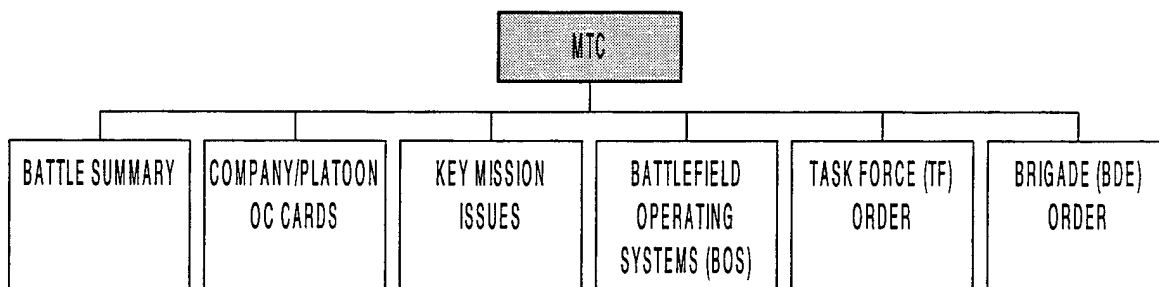 MTC
BATTLE SUMMARY
COMPANY/PLATOON
OC CARDS
KEY MISSION
ISSUES
BATTLEFIELD
OPERATING
SYSTEMS (BOS)
TASK FORCE (TF)
ORDER
BRIGADE (BDE)
ORDER